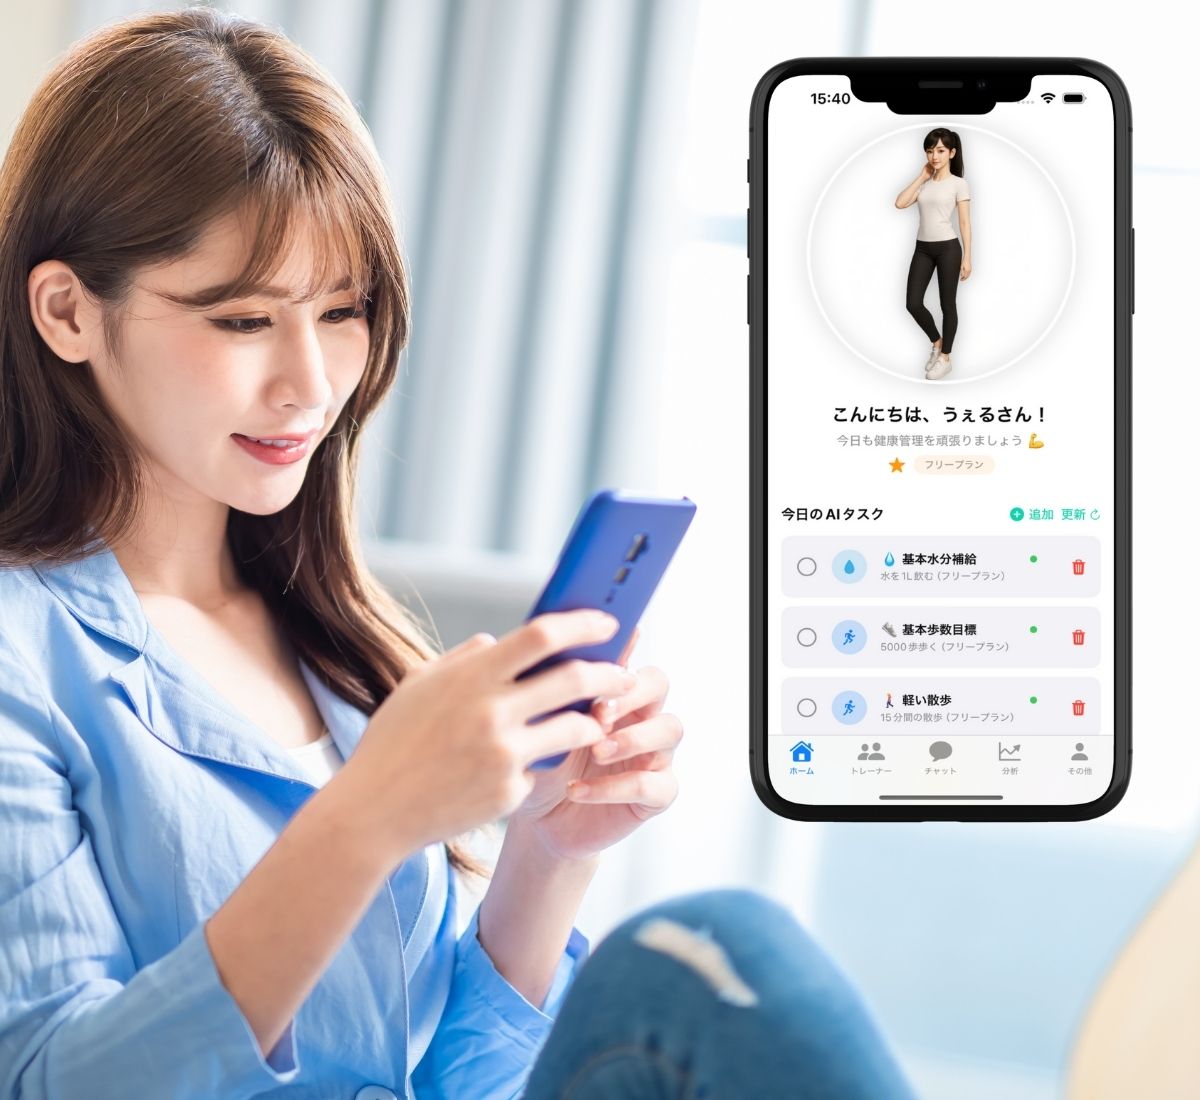 15:40
こんにちは、うぇるさん！
今日も健康管理を頑張りましょう 💪
フリープラン
今日のAIタスク 追加 更新
💧 基本水分補給
水を1L飲む（フリープラン）
👟 基本歩数目標
5000歩歩く（フリープラン）
🚶 軽い散歩
15分間の散歩（フリープラン）
ホーム トレーナー チャット 分析 その他